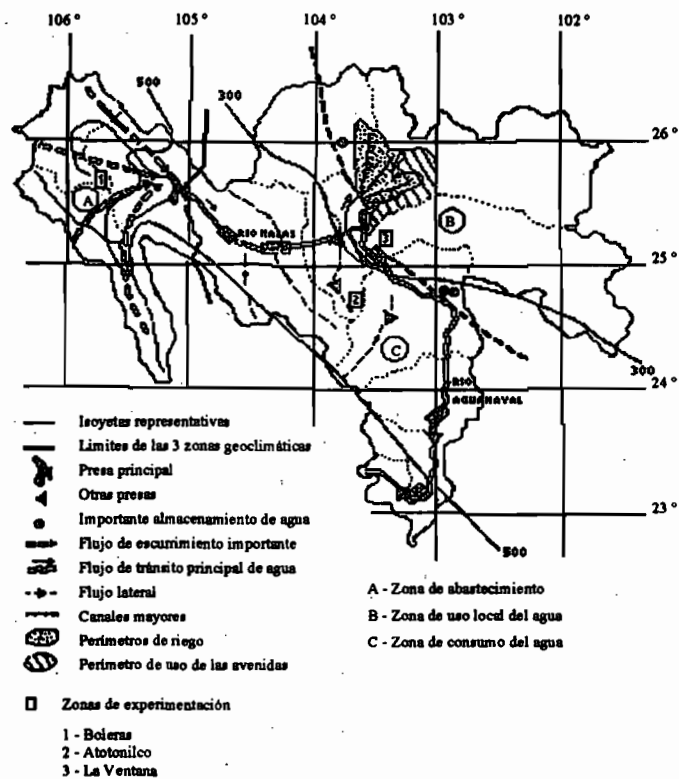 106° 105° 104° 103° 102°
500
300
26°
1
A
B
RIO NAZAS
3
25°
2
C
300
24°
RIO
AGUANAVAL
23°
500
Isoyetas representativas
Limites de las 3 zonas geoclimáticas
Presa principal
Otras presas
Importante almacenamiento de agua
Flujo de escurrimiento importante
Flujo de tránsito principal de agua
Flujo lateral
Canales mayores
Perímetros de riego
Perímetro de uso de las avenidas
A - Zona de abastecimiento
B - Zona de uso local del agua
C - Zona de consumo del agua
Zonas de experimentación
1 - Boleras
2 - Atotonilco
3 - La Ventana